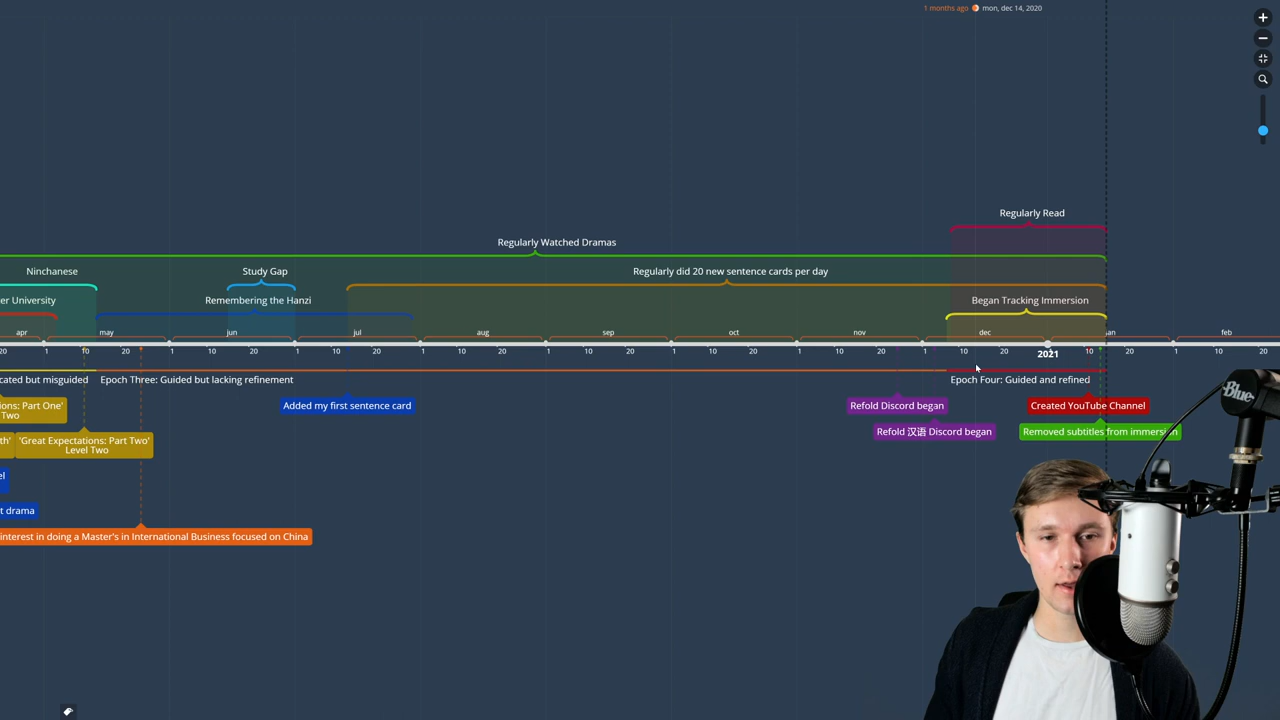 1 months ago mon, dec 14, 2020
Regularly Read
Regularly Watched Dramas
Ninchanese
Study Gap
Regularly did 20 new sentence cards per day
er University
Remembering the Hanzi
Began Tracking Immersion
apr may jun jul aug sep oct nov dec jan feb
20 1 10 20 1 10 20 1 10 20 1 10 20 1 10 20 1 10 20 1 10 20 1 10 20 1 10 20 1 10 20
2021
cated but misguided
Epoch Three: Guided but lacking refinement
Epoch Four: Guided and refined
ions: Part One'
Two
Added my first sentence card
Refold Discord began
Created YouTube Channel
th'
'Great Expectations: Part Two'
Level Two
Refold 汉语 Discord began
Removed subtitles from immersion
el
t drama
interest in doing a Master's in International Business focused on China
Blue